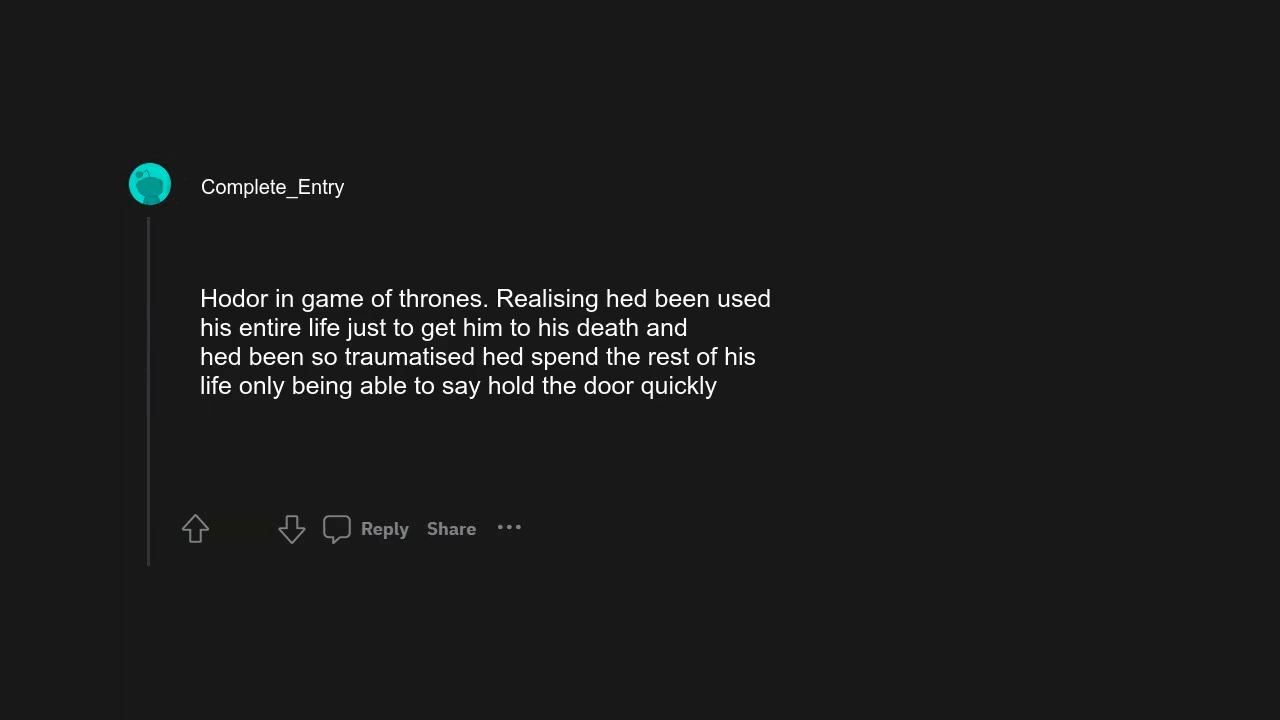 Complete_Entry
Hodor in game of thrones. Realising hed been used
his entire life just to get him to his death and
hed been so traumatised hed spend the rest of his
life only being able to say hold the door quickly
Reply Share